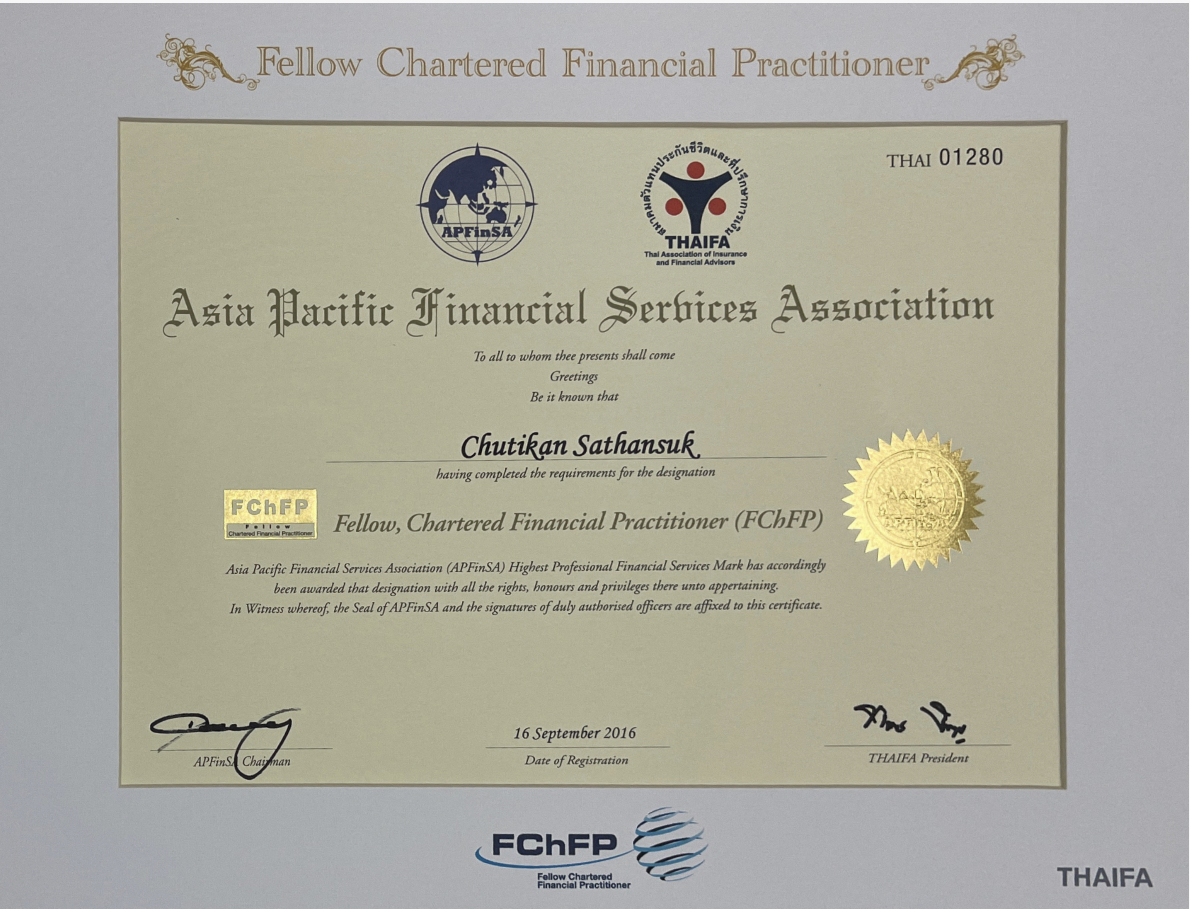 Fellow Chartered Financial Practitioner
THAI 01280
APFinSA
สมาคมตัวแทนประกันชีวิตและที่ปรึกษาการเงิน
THAIFA
Thai Association of Insurance
and Financial Advisors
Asia Pacific Financial Services Association
To all to whom thee presents shall come
Greetings
Be it known that
Chutikan Sathansuk
having completed the requirements for the designation
FChFP
Fellow
Chartered Financial Practitioner
Fellow, Chartered Financial Practitioner (FChFP)
APFinSA
Asia Pacific Financial Services Association (APFinSA) Highest Professional Financial Services Mark has accordingly
been awarded that designation with all the rights, honours and privileges there unto appertaining.
In Witness whereof, the Seal of APFinSA and the signatures of duly authorised officers are affixed to this certificate.
16 September 2016
APFinSA Chairman
Date of Registration
THAIFA President
FChFP
Fellow Chartered
Financial Practitioner
THAIFA